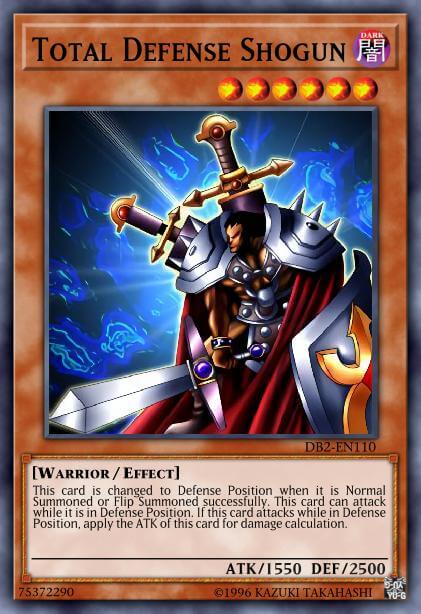 Total Defense Shogun
DARK
闇
DB2-EN110
[Warrior / Effect]
This card is changed to Defense Position when it is Normal
Summoned or Flip Summoned successfully. This card can attack
while it is in Defense Position. If this card attacks while in Defense
Position, apply the ATK of this card for damage calculation.
ATK/1550 DEF/2500
75372290
©1996 KAZUKI TAKAHASHI